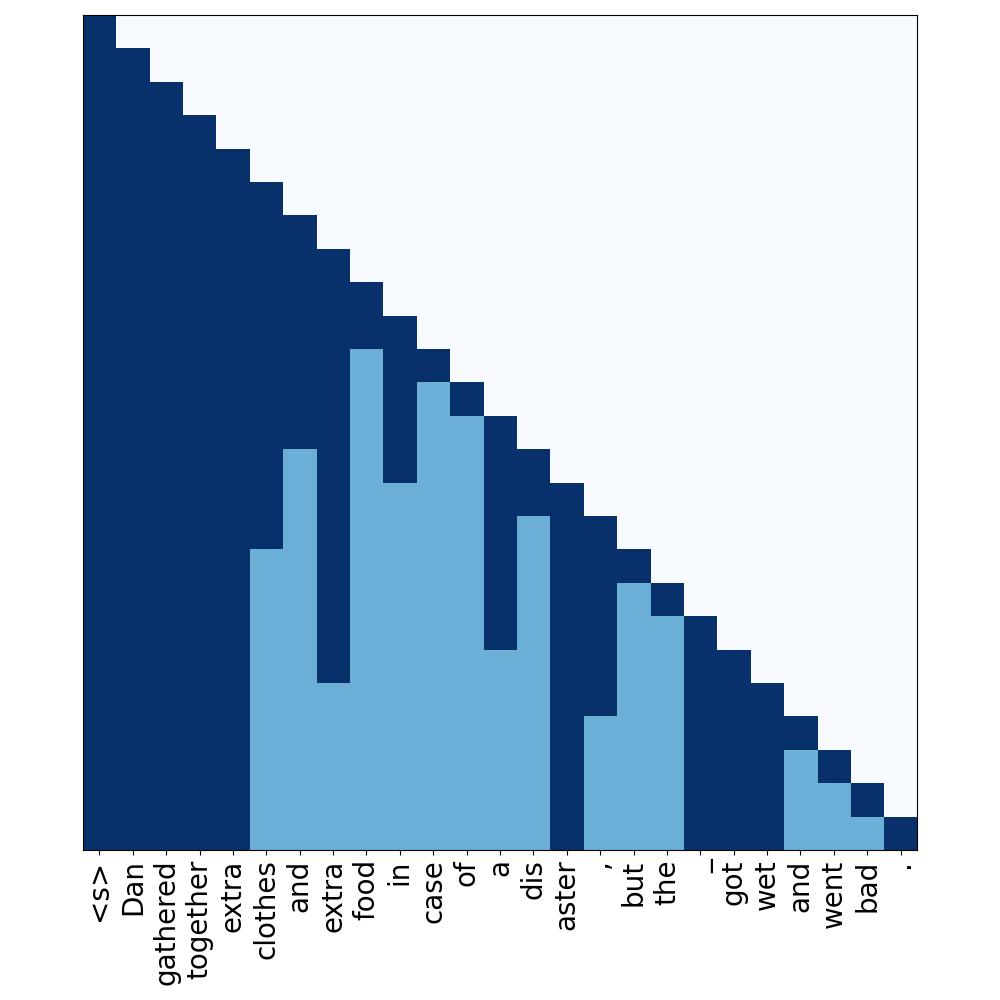 <s> Dan gathered together extra clothes and extra food in case of a dis aster , but the _ got wet and went bad .